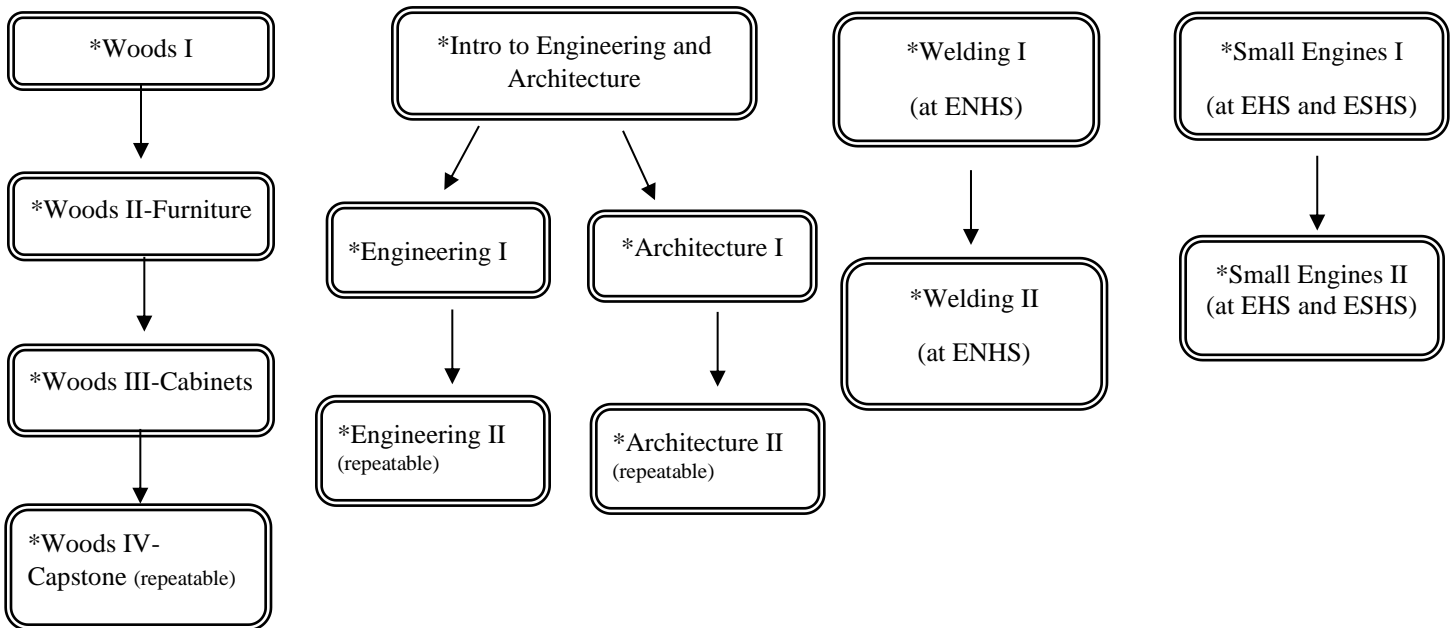 *Woods I
*Woods II-Furniture
*Woods III-Cabinets
*Woods IV-
Capstone (repeatable)
*Intro to Engineering and
Architecture
*Engineering I
*Engineering II
(repeatable)
*Architecture I
*Architecture II
(repeatable)
*Welding I
(at ENHS)
*Welding II
(at ENHS)
*Small Engines I
(at EHS and ESHS)
*Small Engines II
(at EHS and ESHS)